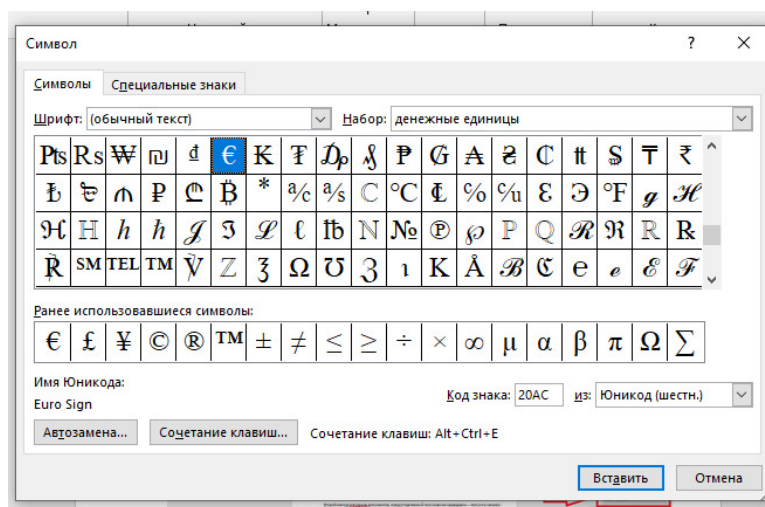 Символ ? ×
Символы Специальные знаки
Шрифт: (обычный текст) Набор: денежные единицы
₧ ₨ ₩ ₪ ₫ € ₭ ₮ ₯ ₰ ₱ ₲ ₳ ₴ ₵ ₶ ₷ ₸ ₹
₺ ₻ ₼ ₽ ₾ ₿ * ℀ ℁ ℂ ℃ ℄ ℅ ℆ ℇ ℈ ℉ ℊ ℋ
ℌ ℍ ℎ ℏ ℐ ℑ ℒ ℓ ℔ ℕ № ℗ ℘ ℙ ℚ ℛ ℜ ℝ ℞
℟ ℠ ℡ ™ ℣ ℤ ℥ Ω ℧ ℨ ℩ K Å ℬ ℭ ℮ ℯ ℰ ℱ
Ранее использовавшиеся символы:
€ £ ¥ © ® ™ ± ≠ ≤ ≥ ÷ × ∞ µ α β π Ω ∑
Имя Юникода:
Euro Sign
Код знака: 20AC из: Юникод (шестн.)
Автозамена... Сочетание клавиш... Сочетание клавиш: Alt+Ctrl+E
Вставить Отмена